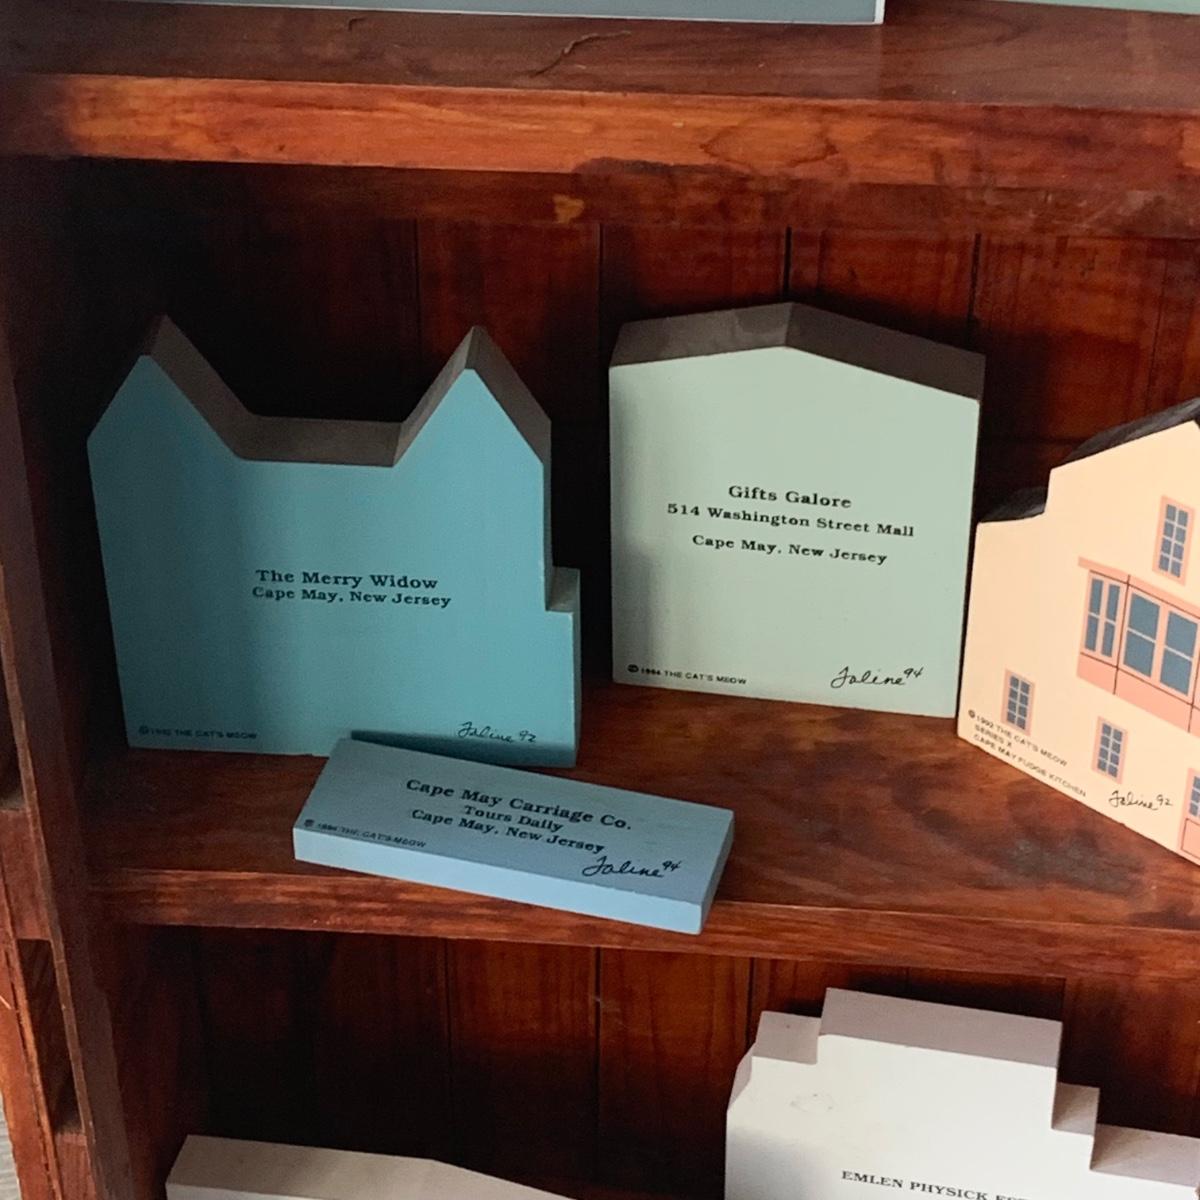 The Merry Widow
Cape May, New Jersey
© 1992 THE CAT'S MEOW
Faline 92
Gifts Galore
514 Washington Street Mall
Cape May, New Jersey
© 1994 THE CAT'S MEOW
Faline 94
© 1992 THE CAT'S MEOW
SERIES X
CAPE MAY FUDGE KITCHEN
Faline 92
Cape May Carriage Co.
Tours Daily
Cape May, New Jersey
© 1994 THE CAT'S MEOW
Faline 94
EMLEN PHYSICK